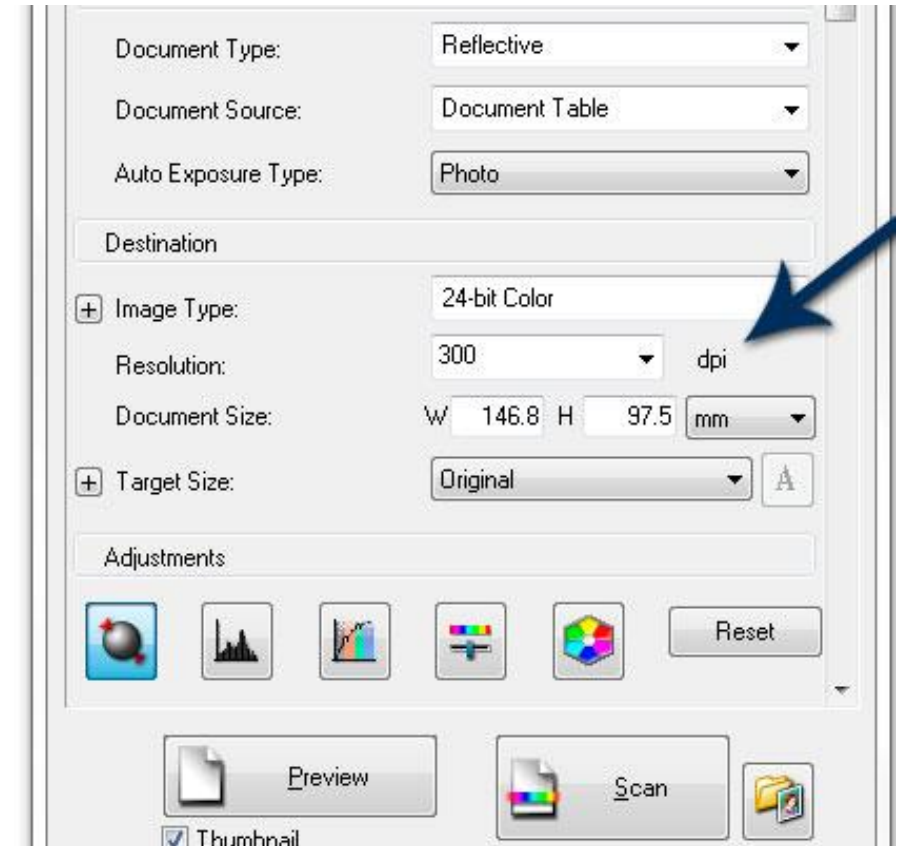 Document Type: Reflective
Document Source: Document Table
Auto Exposure Type: Photo
Destination
Image Type: 24-bit Color
Resolution: 300 dpi
Document Size: W 146.8 H 97.5 mm
Target Size: Original A
Adjustments
Reset
Preview Scan
Thumbnail